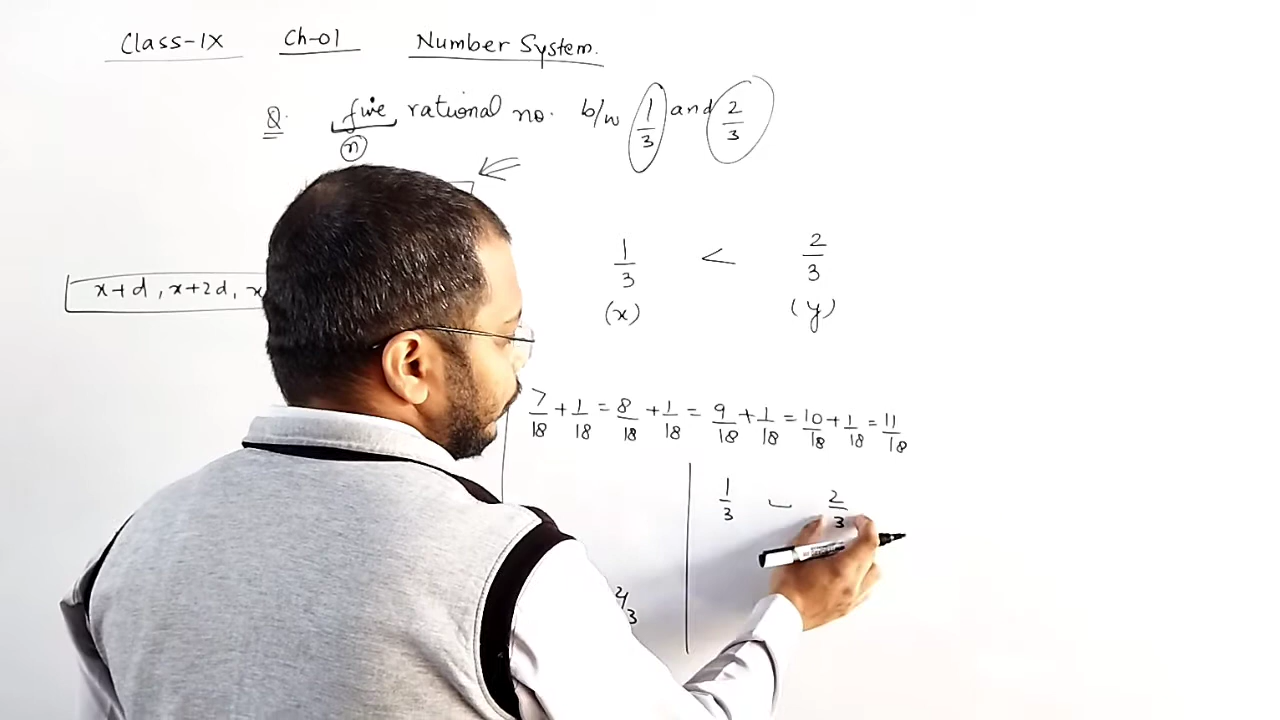 Class-IX Ch-01 Number System.
Q. five rational no. b/w 1/3 and 2/3
(n)
1/3 < 2/3
x+d, x+2d, x
(x) (y)
7/18 + 1/18 = 8/18 + 1/18 = 9/18 + 1/18 = 10/18 + 1/18 = 11/18
1/3 2/3
2/3